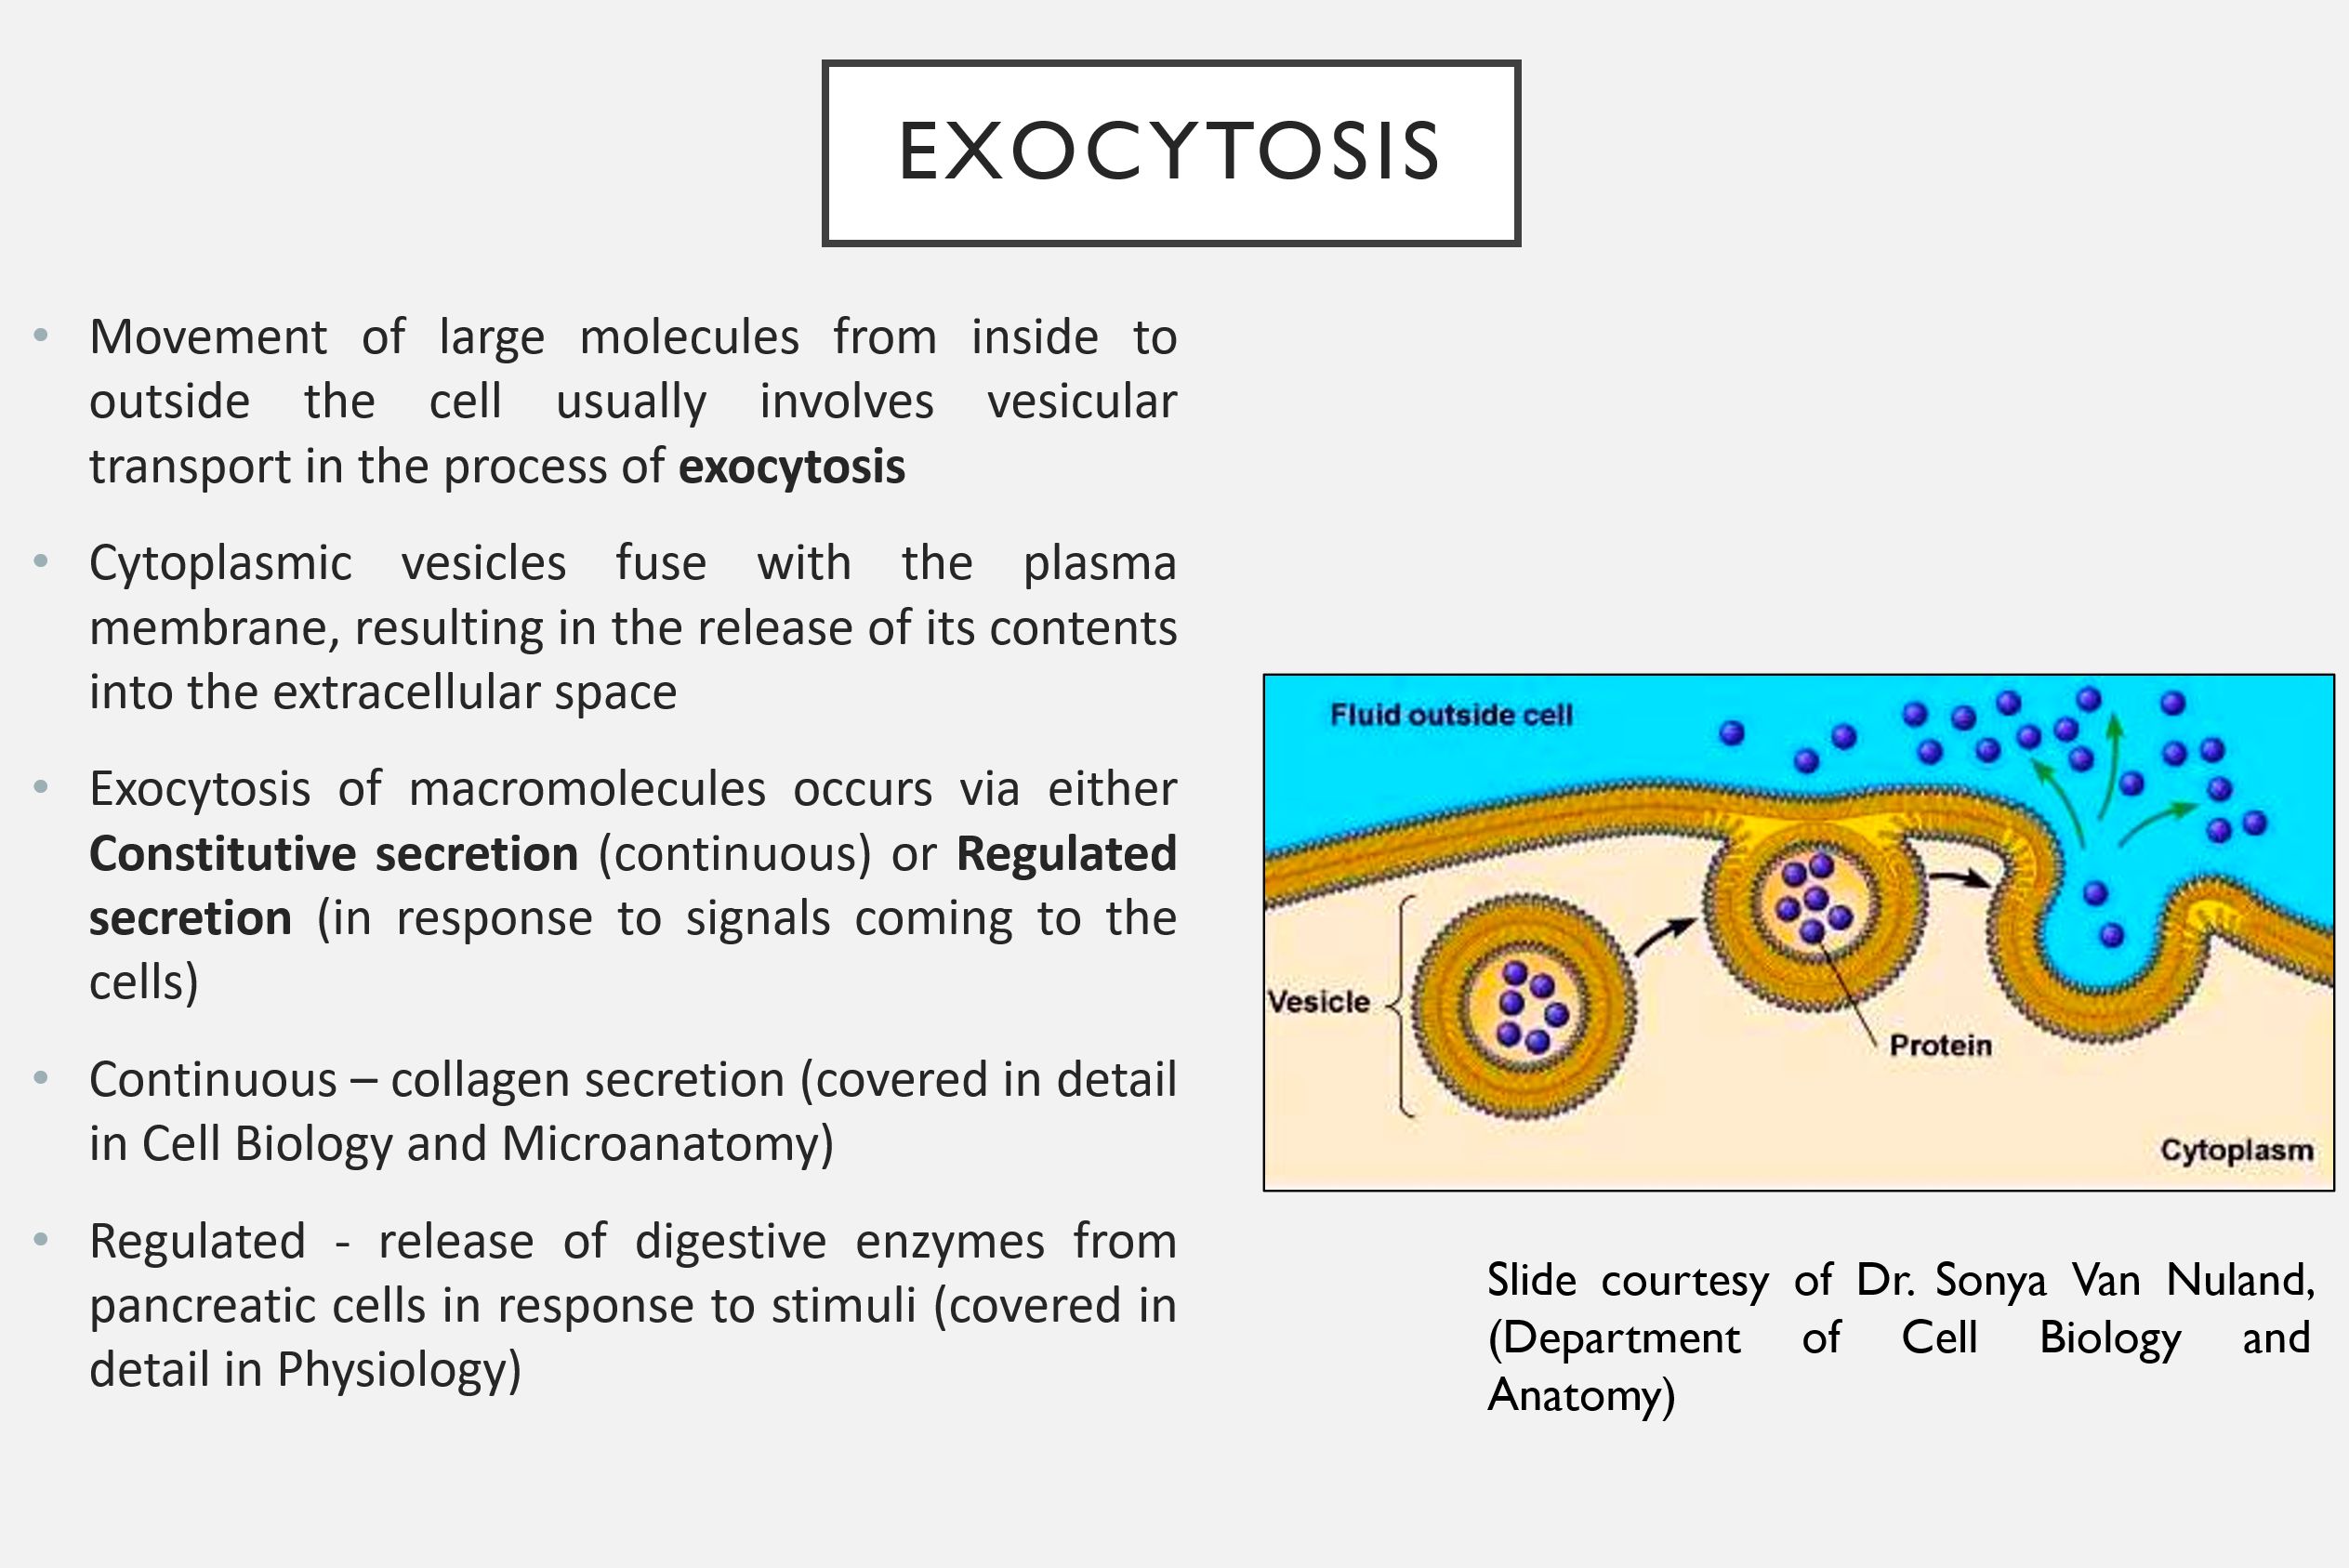 EXOCYTOSIS
• Movement of large molecules from inside to
outside the cell usually involves vesicular
transport in the process of exocytosis
• Cytoplasmic vesicles fuse with the plasma
membrane, resulting in the release of its contents
into the extracellular space
• Exocytosis of macromolecules occurs via either
Constitutive secretion (continuous) or Regulated
secretion (in response to signals coming to the
cells)
• Continuous – collagen secretion (covered in detail
in Cell Biology and Microanatomy)
• Regulated - release of digestive enzymes from
pancreatic cells in response to stimuli (covered in
detail in Physiology)
Fluid outside cell
Vesicle
Protein
Cytoplasm
Slide courtesy of Dr. Sonya Van Nuland,
(Department of Cell Biology and
Anatomy)